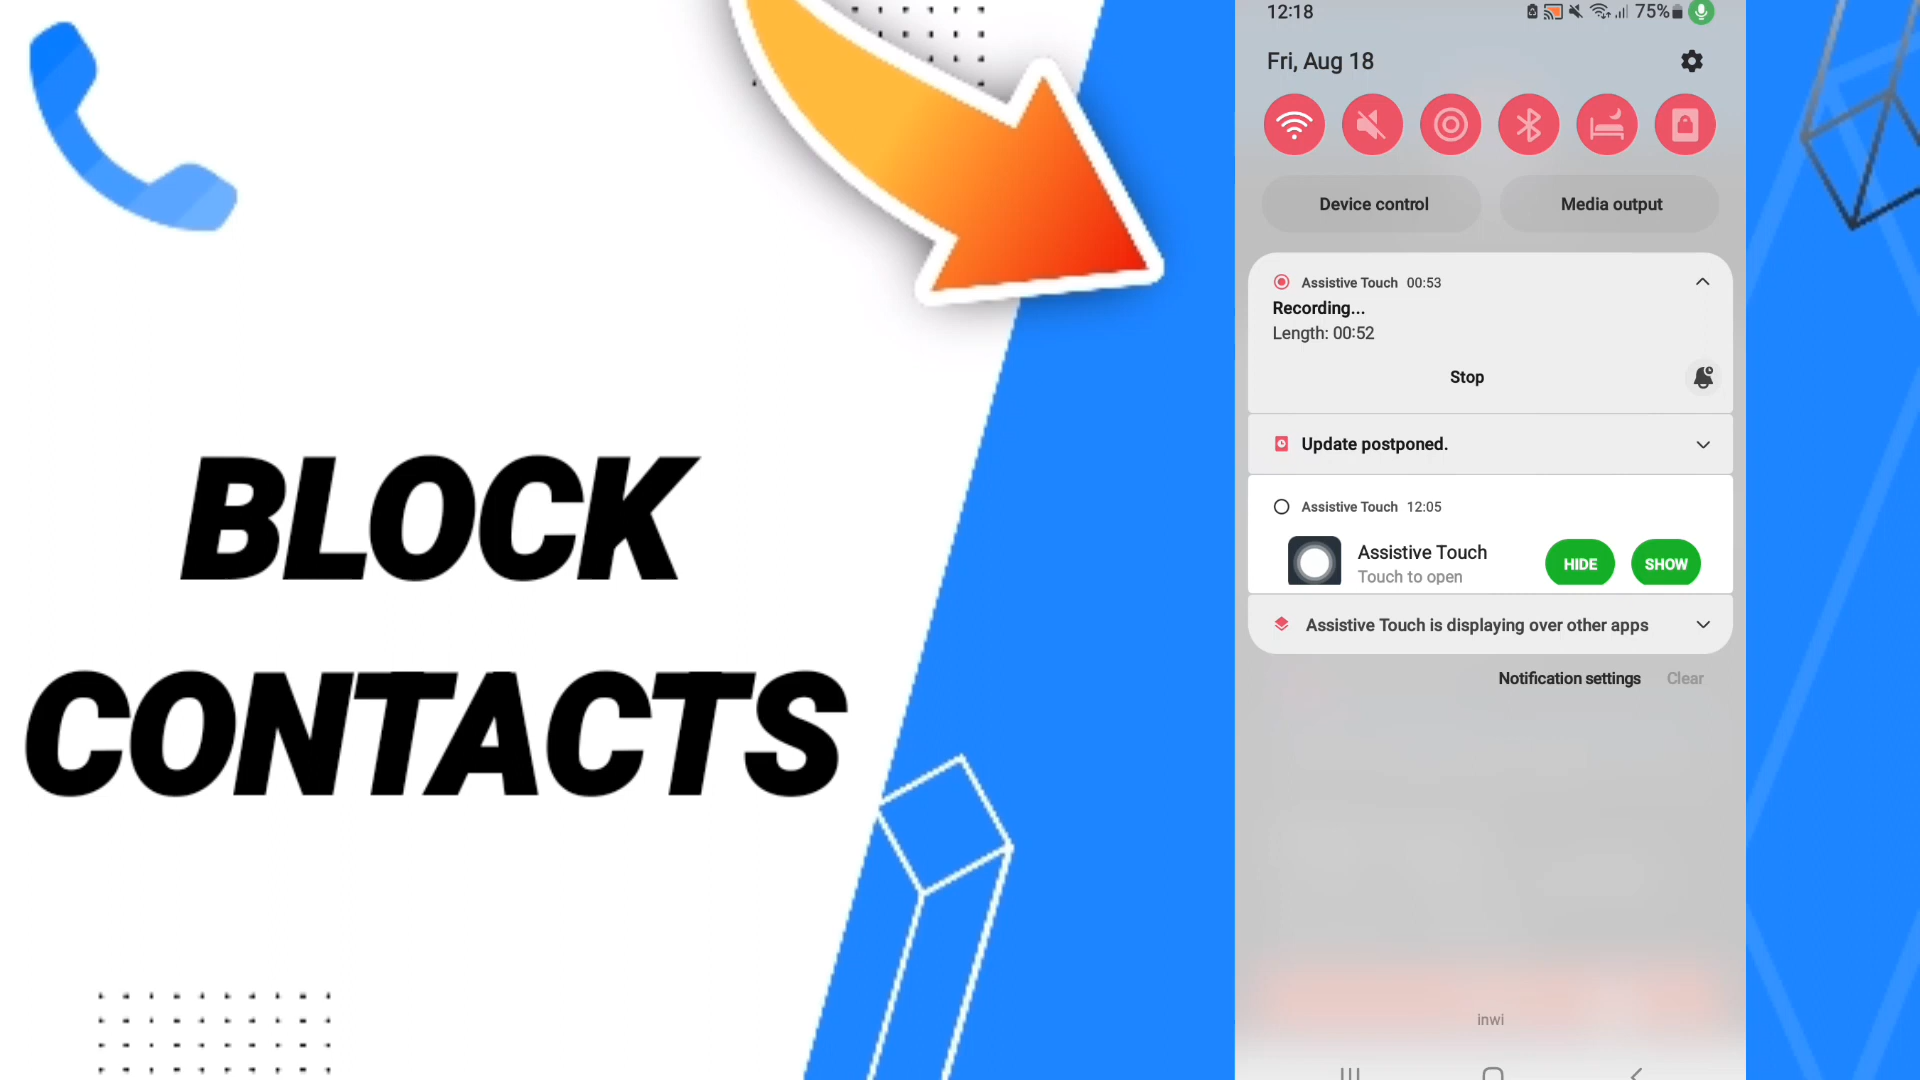 BLOCK
CONTACTS
12:18
75%
Fri, Aug 18
Device control
Media output
Assistive Touch 00:53
Recording...
Length: 00:52
Stop
Update postponed.
Assistive Touch 12:05
Assistive Touch
Touch to open
HIDE
SHOW
Assistive Touch is displaying over other apps
Notification settings
Clear
inwi